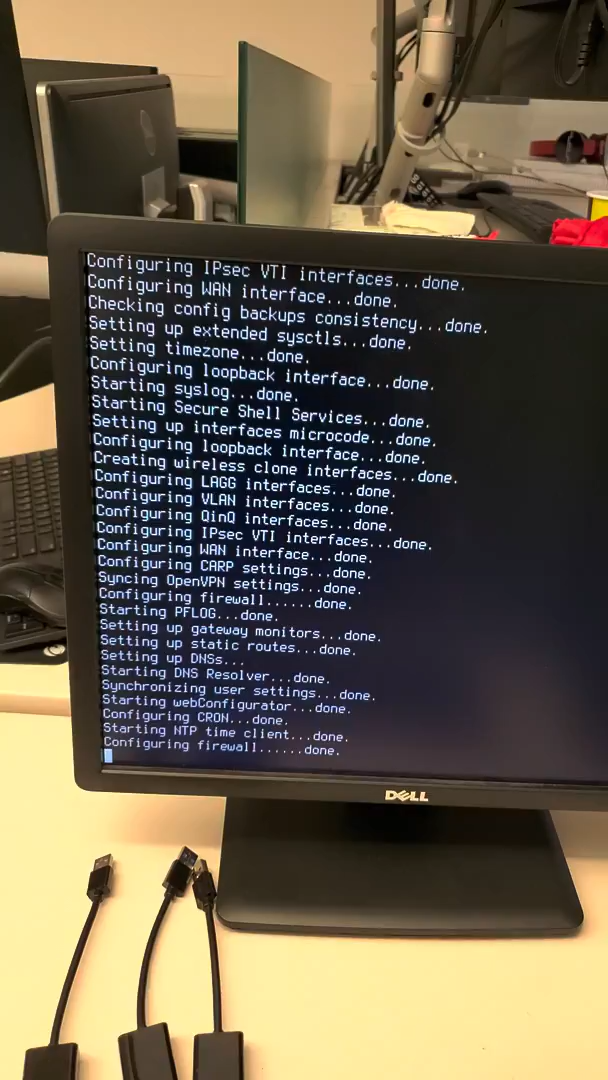 Configuring IPsec VTI interfaces...done.
Configuring WAN interface...done.
Checking config backups consistency...done.
Setting up extended sysctls...done.
Setting timezone...done.
Configuring loopback interface...done.
Starting syslog...done.
Starting Secure Shell Services...done.
Setting up interfaces microcode...done.
Configuring loopback interface...done.
Creating wireless clone interfaces...done.
Configuring LAGG interfaces...done.
Configuring VLAN interfaces...done.
Configuring QinQ interfaces...done.
Configuring IPsec VTI interfaces...done.
Configuring WAN interface...done.
Configuring CARP settings...done.
Syncing OpenVPN settings...done.
Configuring firewall......done.
Starting PFLOG...done.
Setting up gateway monitors...done.
Setting up static routes...done.
Setting up DNSs...
Starting DNS Resolver...done.
Synchronizing user settings...done.
Starting webConfigurator...done.
Configuring CRON...done.
Starting NTP time client...done.
Configuring firewall......done.
DELL